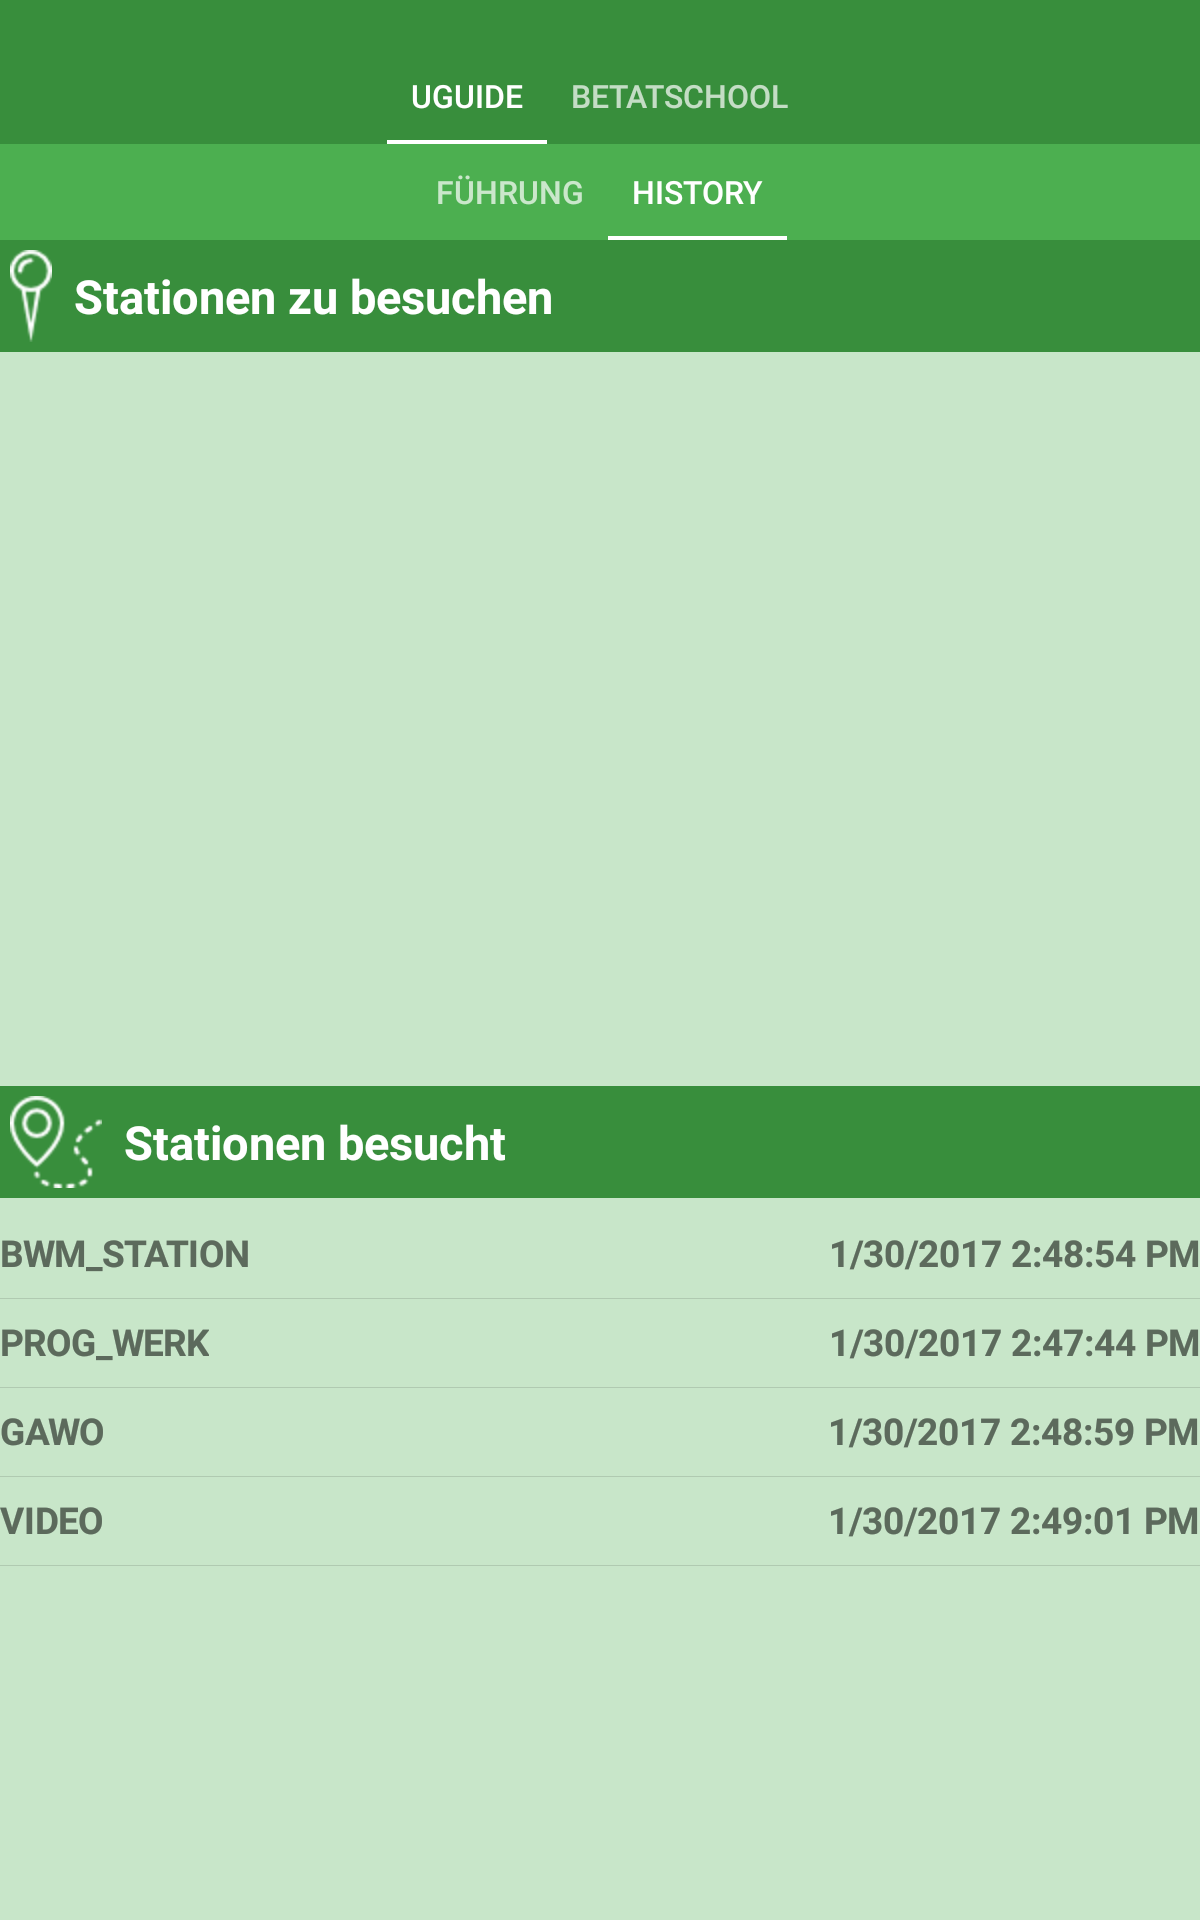 UGUIDE BETATSCHOOL
FÜHRUNG HISTORY
Stationen zu besuchen
Stationen besucht
BWM_STATION 1/30/2017 2:48:54 PM
PROG_WERK 1/30/2017 2:47:44 PM
GAWO 1/30/2017 2:48:59 PM
VIDEO 1/30/2017 2:49:01 PM